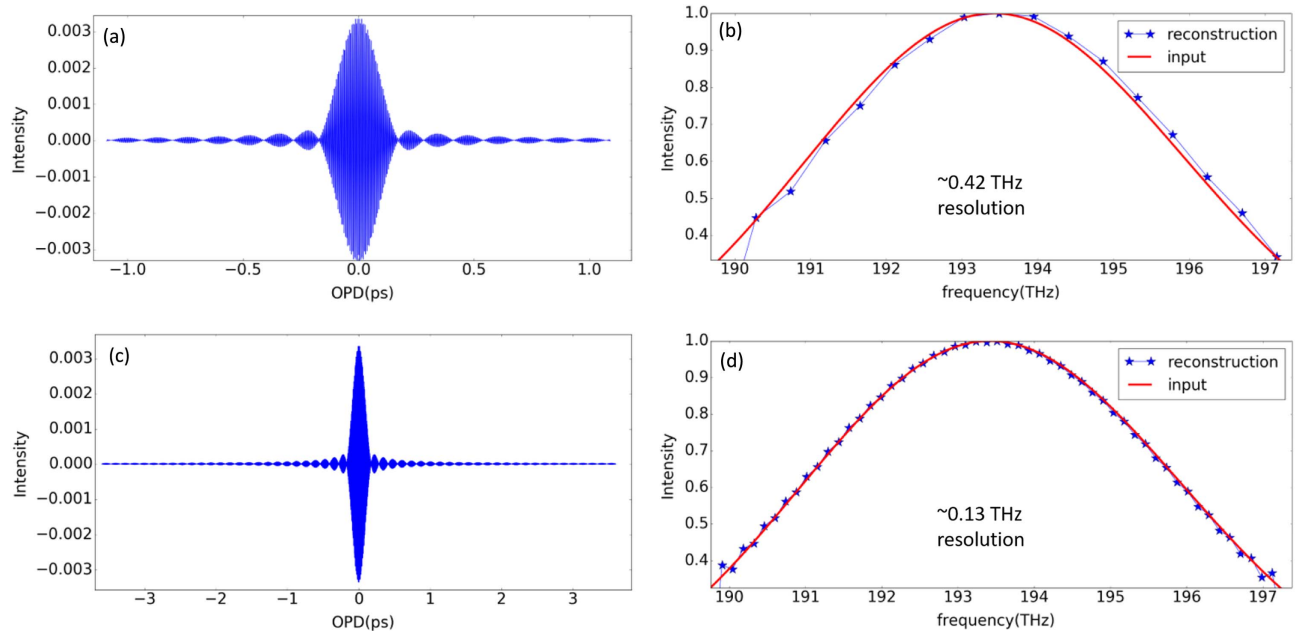 (a)
Intensity
0.003
0.002
0.001
0.000
−0.001
−0.002
−0.003
−1.0 −0.5 0.0 0.5 1.0
OPD(ps)
(b)
Intensity
1.0
0.9
0.8
0.7
0.6
0.5
0.4
reconstruction
input
~0.42 THz
resolution
190 191 192 193 194 195 196 197
frequency(THz)
(c)
Intensity
0.003
0.002
0.001
0.000
−0.001
−0.002
−0.003
−3 −2 −1 0 1 2 3
OPD(ps)
(d)
Intensity
1.0
0.9
0.8
0.7
0.6
0.5
0.4
reconstruction
input
~0.13 THz
resolution
190 191 192 193 194 195 196 197
frequency(THz)